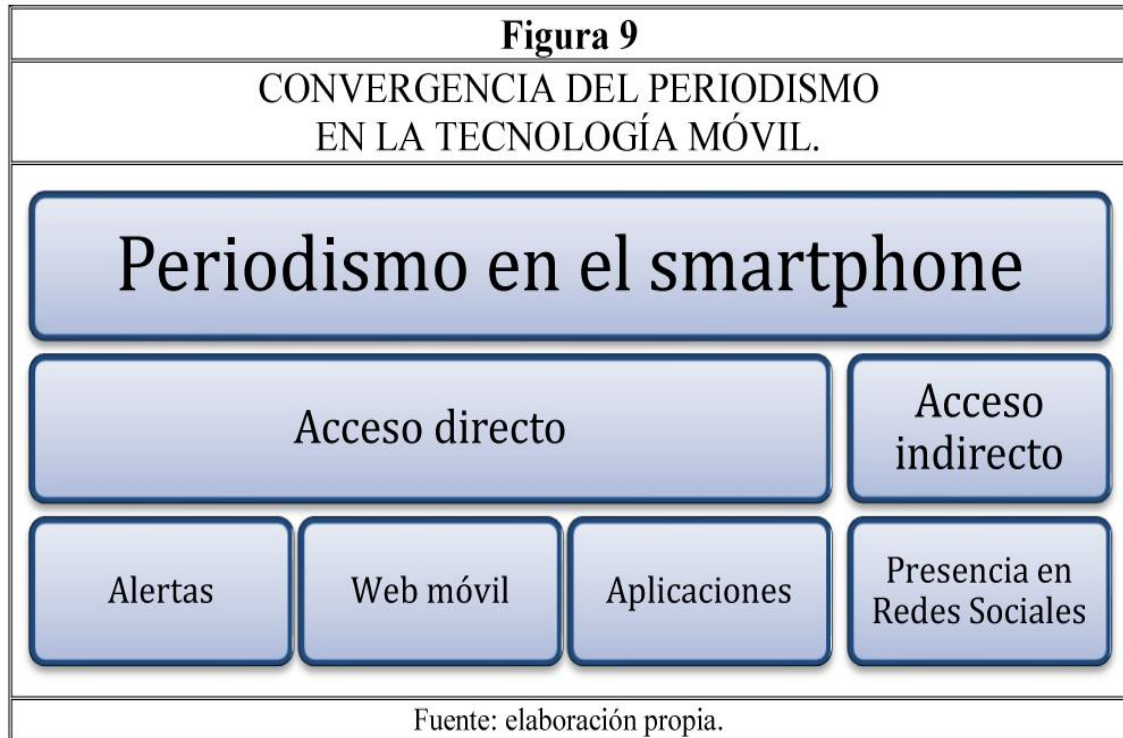 Figura 9
CONVERGENCIA DEL PERIODISMO
EN LA TECNOLOGÍA MÓVIL.
Periodismo en el smartphone
Acceso directo
Acceso
indirecto
Alertas
Web móvil
Aplicaciones
Presencia en
Redes Sociales
Fuente: elaboración propia.